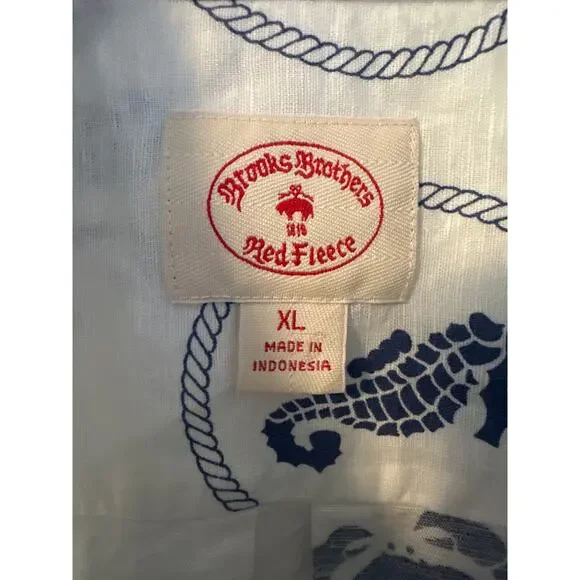 Brooks Brothers
1818
Red Fleece
XL
MADE IN
INDONESIA